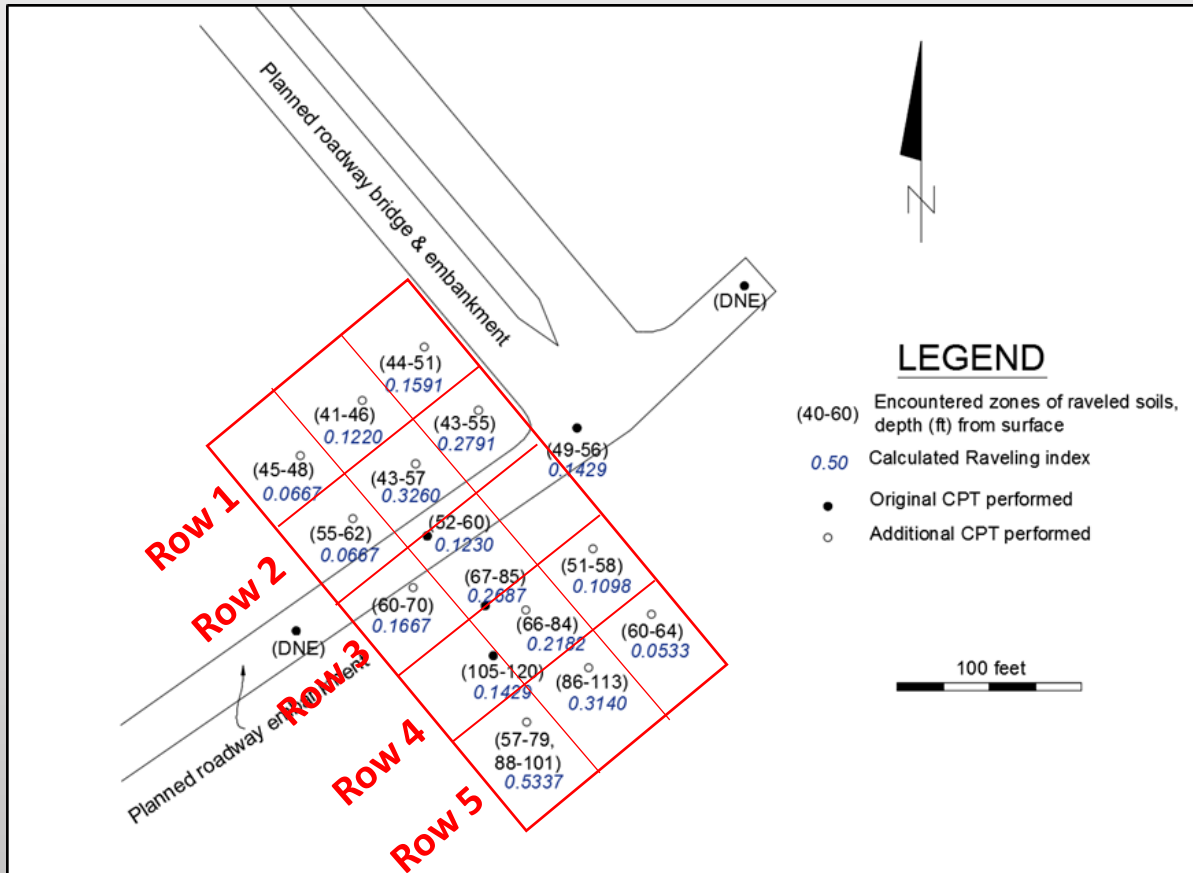 Planned roadway bridge & embankment
N
(DNE)
LEGEND
(40-60) Encountered zones of raveled soils,
depth (ft) from surface
0.50 Calculated Raveling index
● Original CPT performed
○ Additional CPT performed
100 feet
(44-51)
0.1591
(41-46)
0.1220
(45-48)
0.0667
Row 1
(43-55)
0.2791
(43-57
0.3260
(55-62)
0.0667
Row 2
(49-56)
0.1429
(52-60)
0.1230
(67-85)
0.2687
(60-70)
0.1667
Row 3
(51-58)
0.1098
(66-84)
0.2182
(105-120)
0.1429
Row 4
(60-64)
0.0533
(86-113)
0.3140
(57-79,
88-101)
0.5337
Row 5
(DNE)
Planned roadway embankment